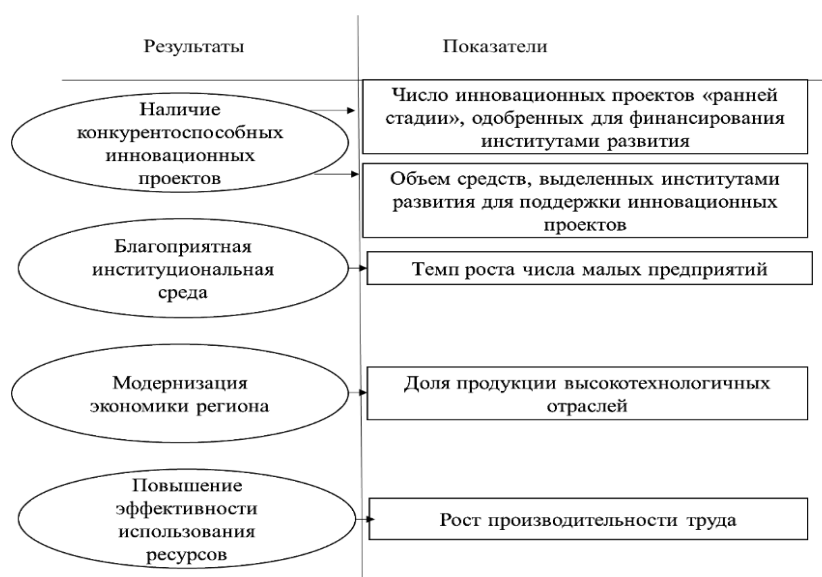 Результаты
Показатели
Наличие
конкурентоспособных
инновационных
проектов
Число инновационных проектов «ранней
стадии», одобренных для финансирования
институтами развития
Объем средств, выделенных институтами
развития для поддержки инновационных
проектов
Благоприятная
институциональная
среда
Темп роста числа малых предприятий
Модернизация
экономики региона
Доля продукции высокотехнологичных
отраслей
Повышение
эффективности
использования
ресурсов
Рост производительности труда